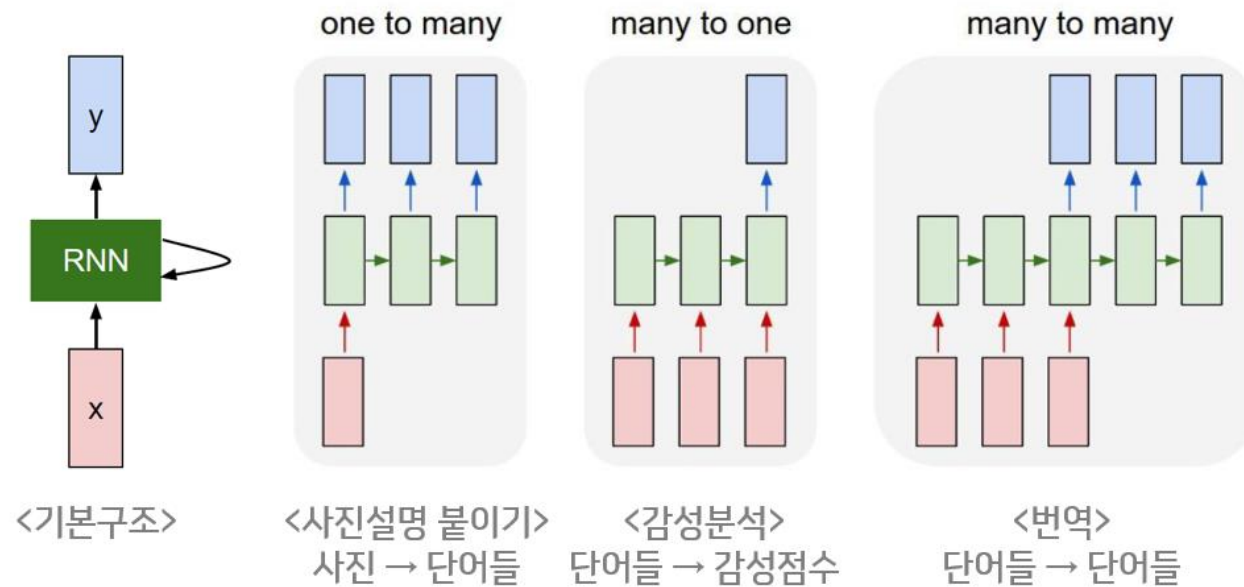 one to many
many to one
many to many
y
RNN
x
<기본구조>
<사진설명 붙이기>
사진 → 단어들
<감성분석>
단어들 → 감성점수
<번역>
단어들 → 단어들